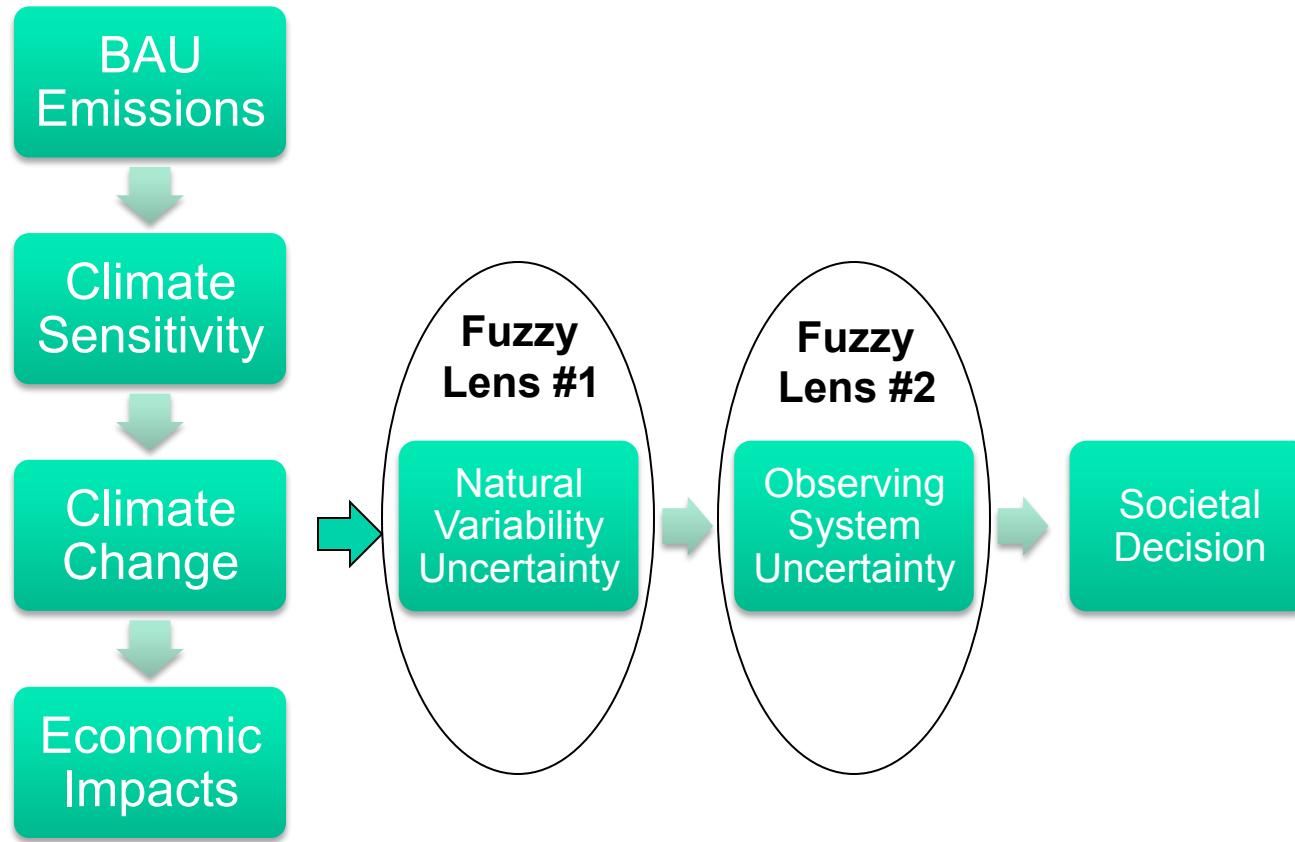 BAU
Emissions
Climate
Sensitivity
Climate
Change
Economic
Impacts
Fuzzy
Lens #1
Natural
Variability
Uncertainty
Fuzzy
Lens #2
Observing
System
Uncertainty
Societal
Decision